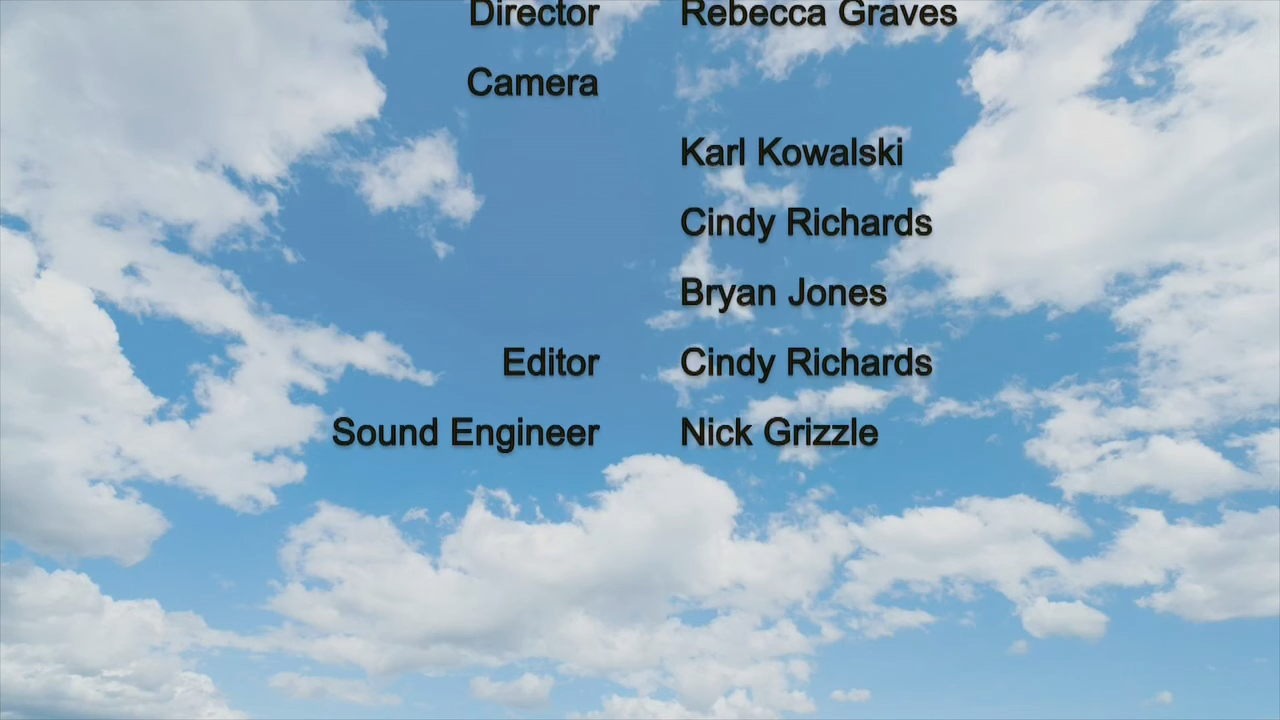 Director Rebecca Graves
Camera
Karl Kowalski
Cindy Richards
Bryan Jones
Editor Cindy Richards
Sound Engineer Nick Grizzle